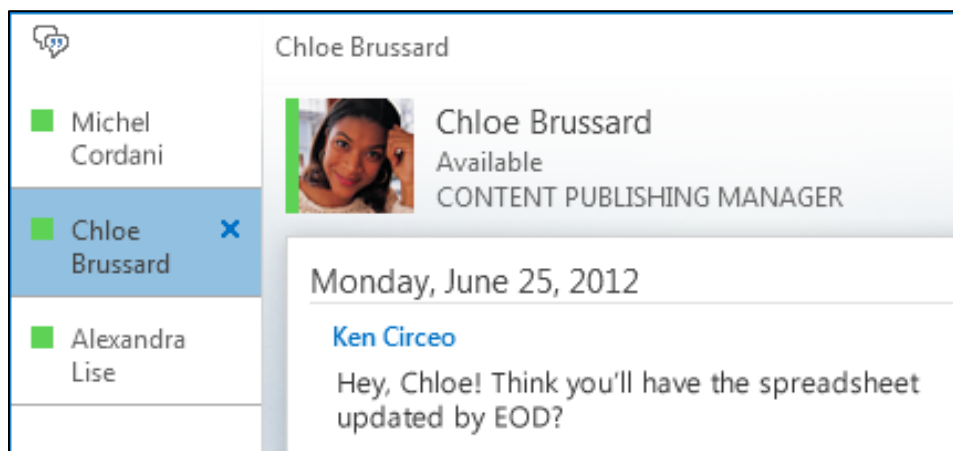 Michel
Cordani
Chloe
Brussard
Alexandra
Lise
Chloe Brussard
Chloe Brussard
Available
CONTENT PUBLISHING MANAGER
Monday, June 25, 2012
Ken Circeo
Hey, Chloe! Think you'll have the spreadsheet
updated by EOD?